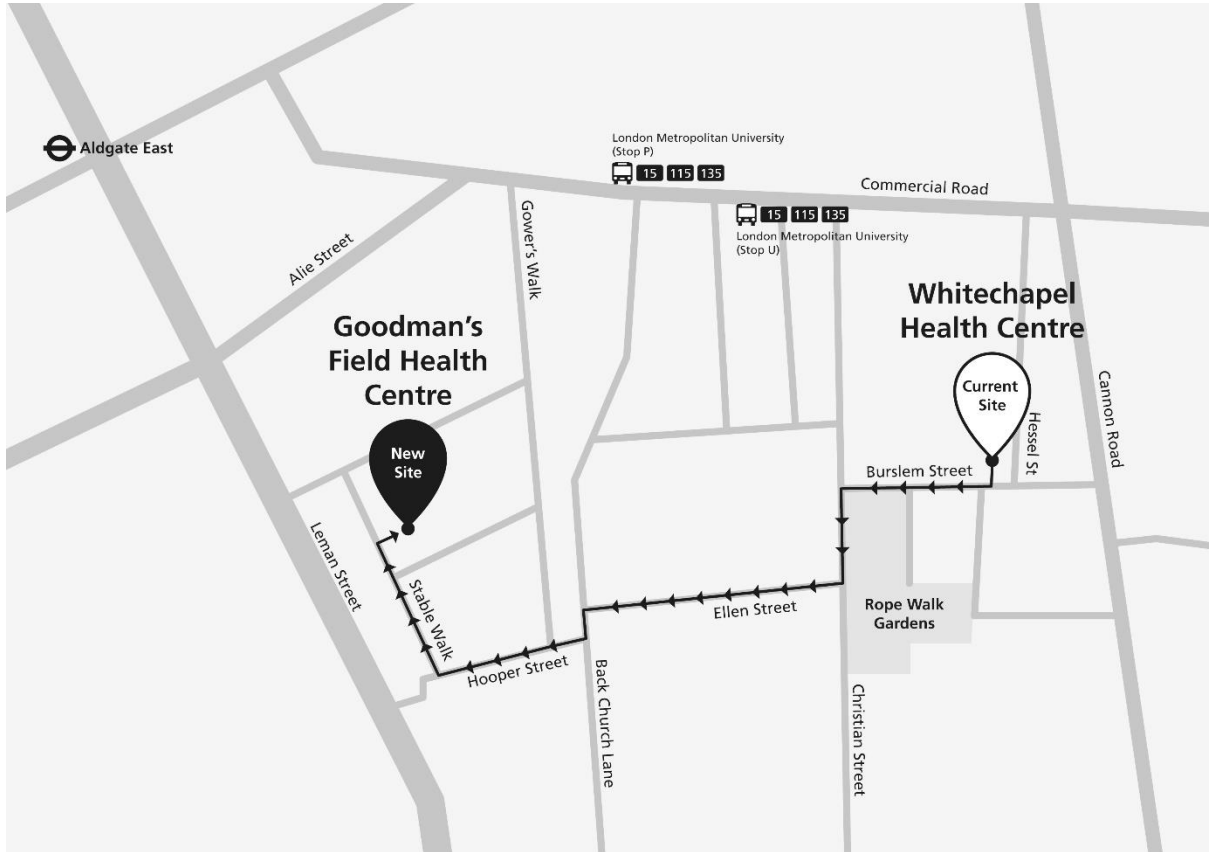 Aldgate East
London Metropolitan University
(Stop P)
15 115 135
Commercial Road
15 115 135
London Metropolitan University
(Stop U)
Gower's Walk
Alie Street
Goodman's
Field Health
Centre
Whitechapel
Health Centre
Current
Site
Hessel St
Cannon Road
New
Site
Burslem Street
Leman Street
Stable Walk
Ellen Street
Rope Walk
Gardens
Hooper Street
Back Church Lane
Christian Street